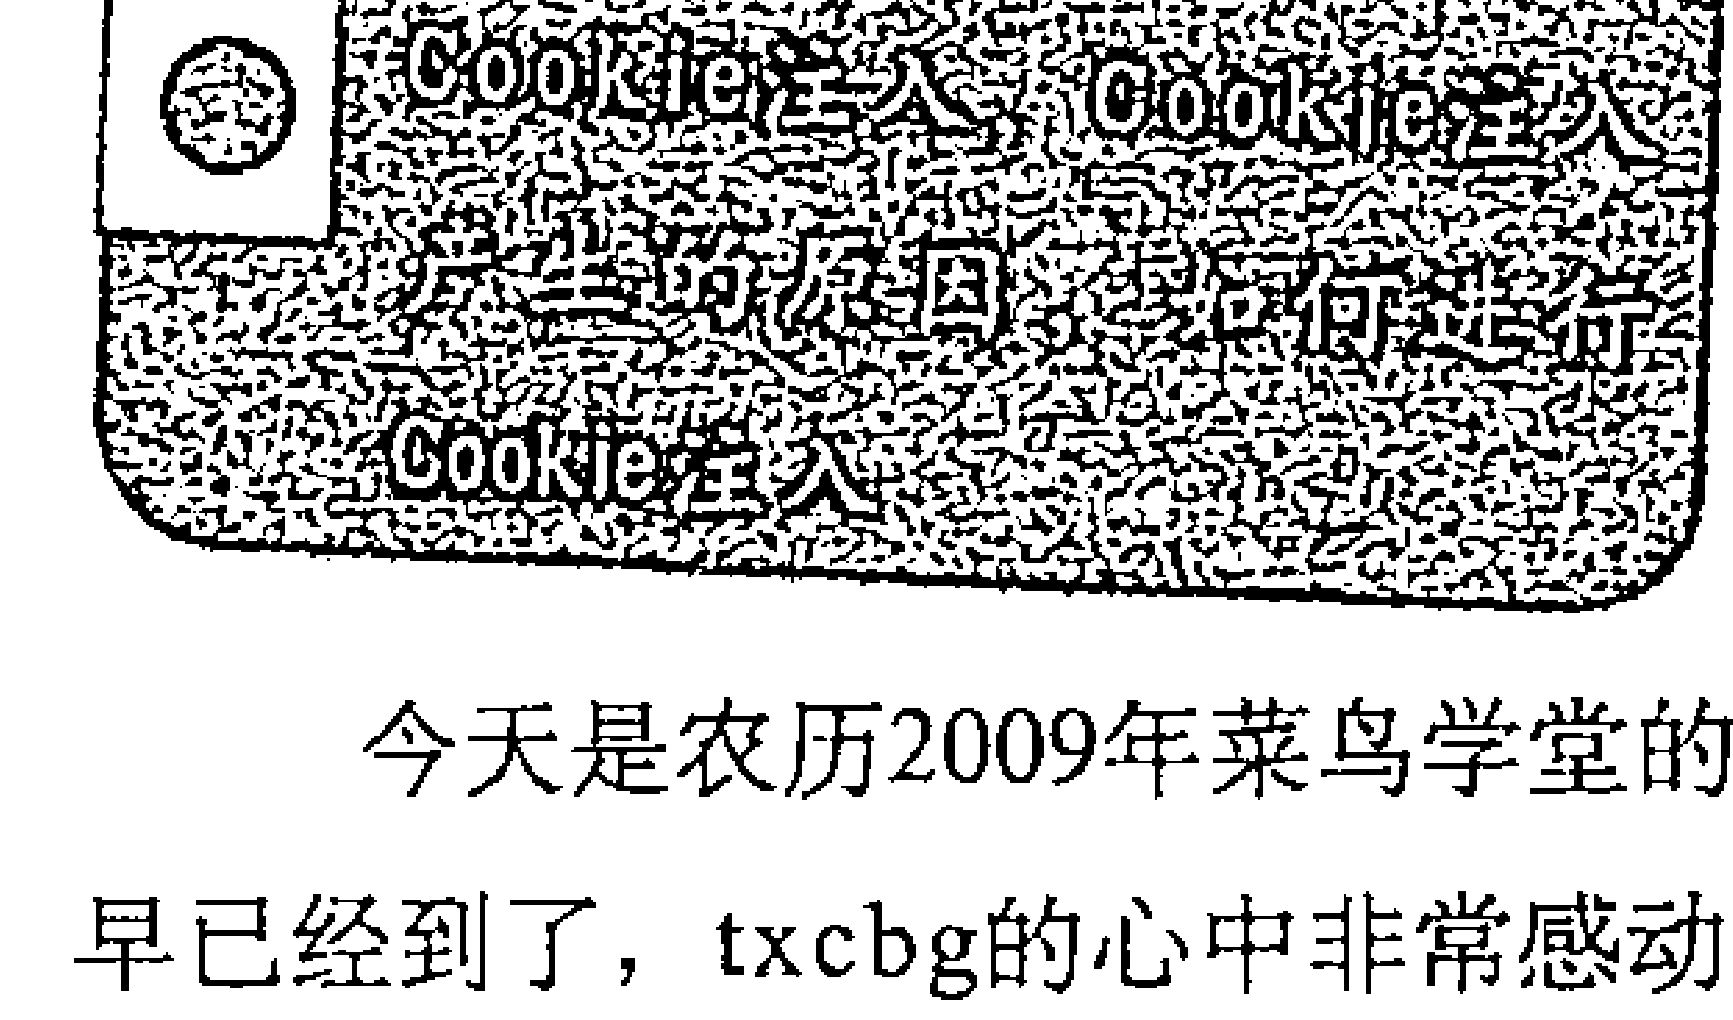 Cookie注入 Cookie注入
产生的原因 如何进行
Cookie注入
今天是农历2009年菜鸟学堂的
早已经到了，txcbg的心中非常感动